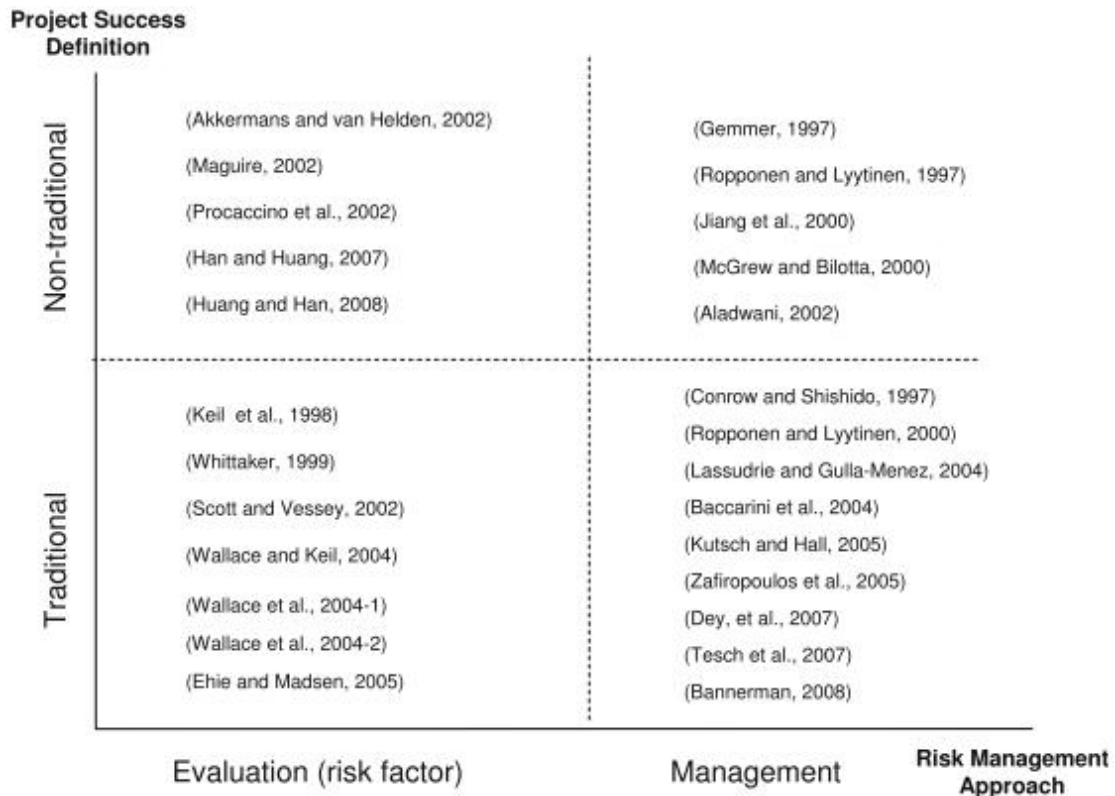 Project Success
Definition
Non-traditional
(Akkermans and van Helden, 2002)
(Maguire, 2002)
(Procaccino et al., 2002)
(Han and Huang, 2007)
(Huang and Han, 2008)
(Gemmer, 1997)
(Ropponen and Lyytinen, 1997)
(Jiang et al., 2000)
(McGrew and Bilotta, 2000)
(Aladwani, 2002)
Traditional
(Keil et al., 1998)
(Whittaker, 1999)
(Scott and Vessey, 2002)
(Wallace and Keil, 2004)
(Wallace et al., 2004-1)
(Wallace et al., 2004-2)
(Ehie and Madsen, 2005)
(Conrow and Shishido, 1997)
(Ropponen and Lyytinen, 2000)
(Lassudrie and Gulla-Menez, 2004)
(Baccarini et al., 2004)
(Kutsch and Hall, 2005)
(Zafiropoulos et al., 2005)
(Dey, et al., 2007)
(Tesch et al., 2007)
(Bannerman, 2008)
Evaluation (risk factor)
Management
Risk Management
Approach